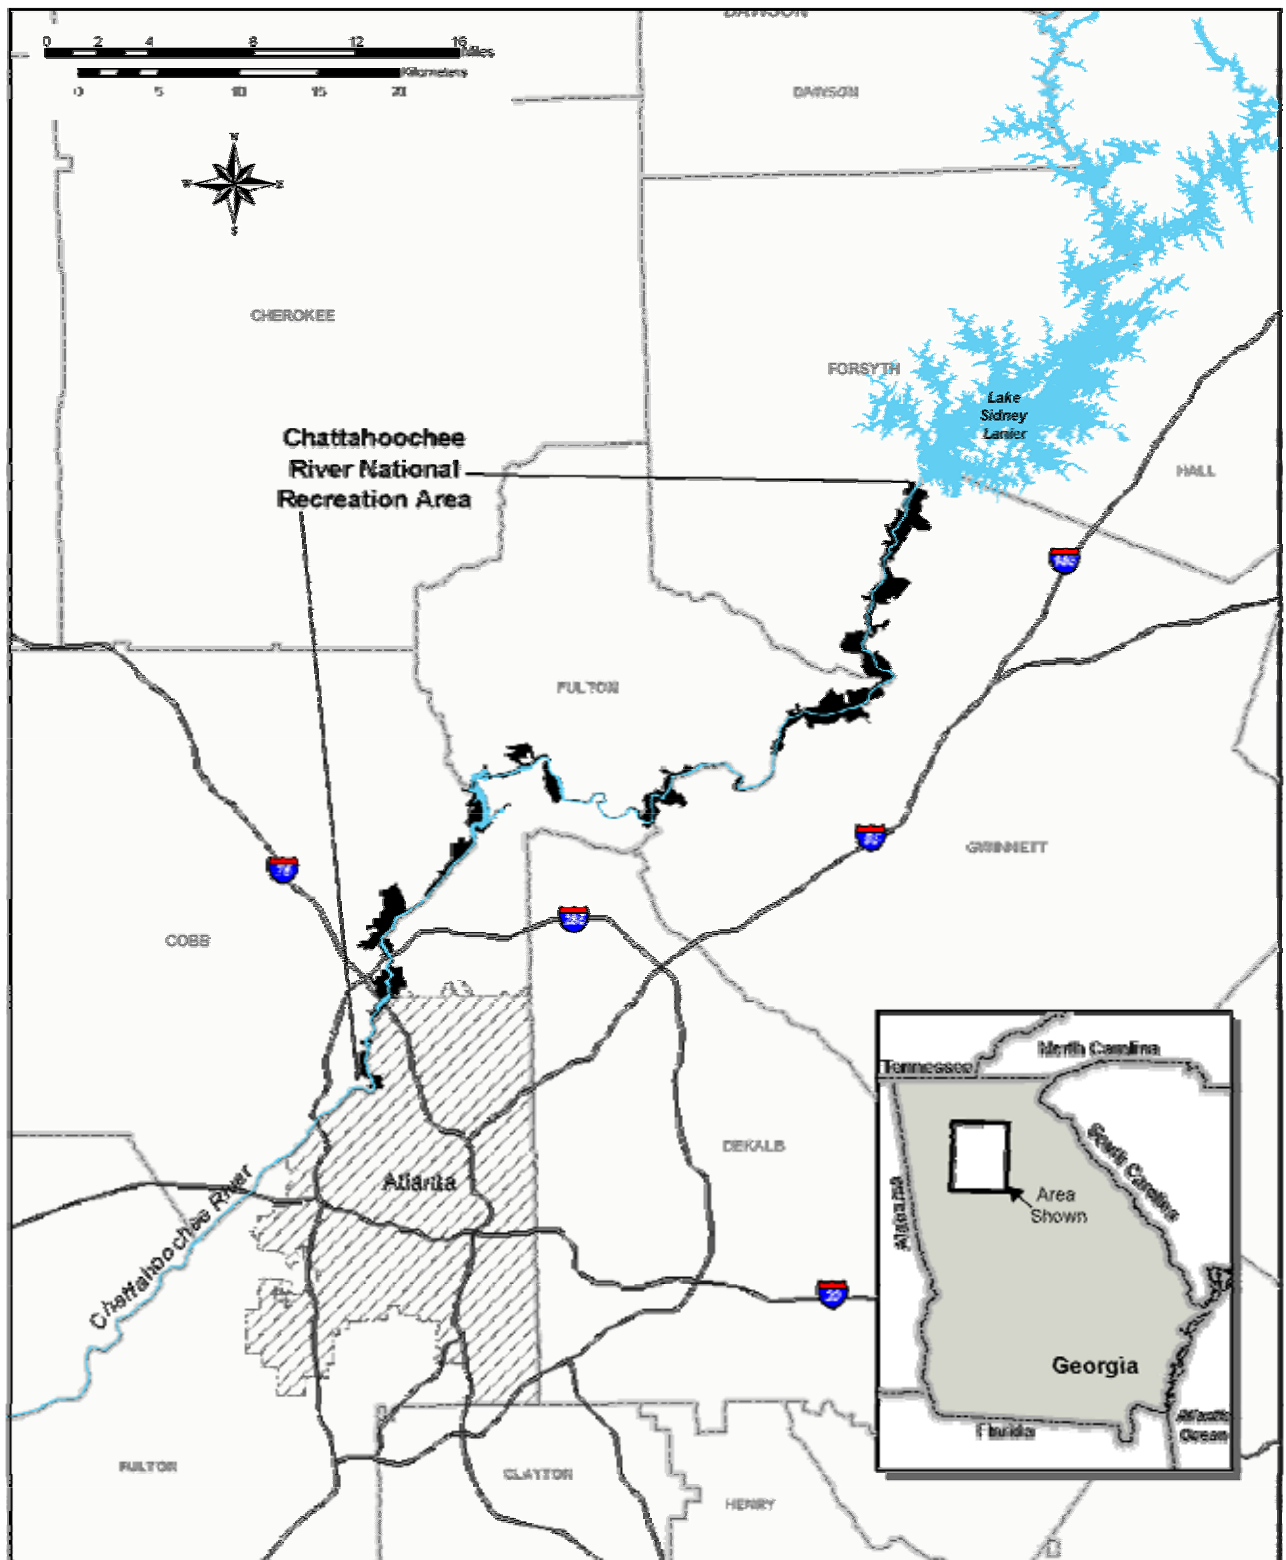 DAWSON
0 2 4 8 12 16
Miles
Kilometers
0 5 10 15 20
DAWSON
N
W E
S
CHEROKEE
FORSYTH
Lake
Sidney
Lanier
Chattahoochee
River National
Recreation Area
HALL
FULTON
85
GWINNETT
COBB
DEKALB
Atlanta
Chattahoochee River
20
FULTON
CLAYTON
HENRY
North Carolina
Tennessee
South Carolina
Alabama
Area
Shown
Georgia
Florida
Atlantic
Ocean